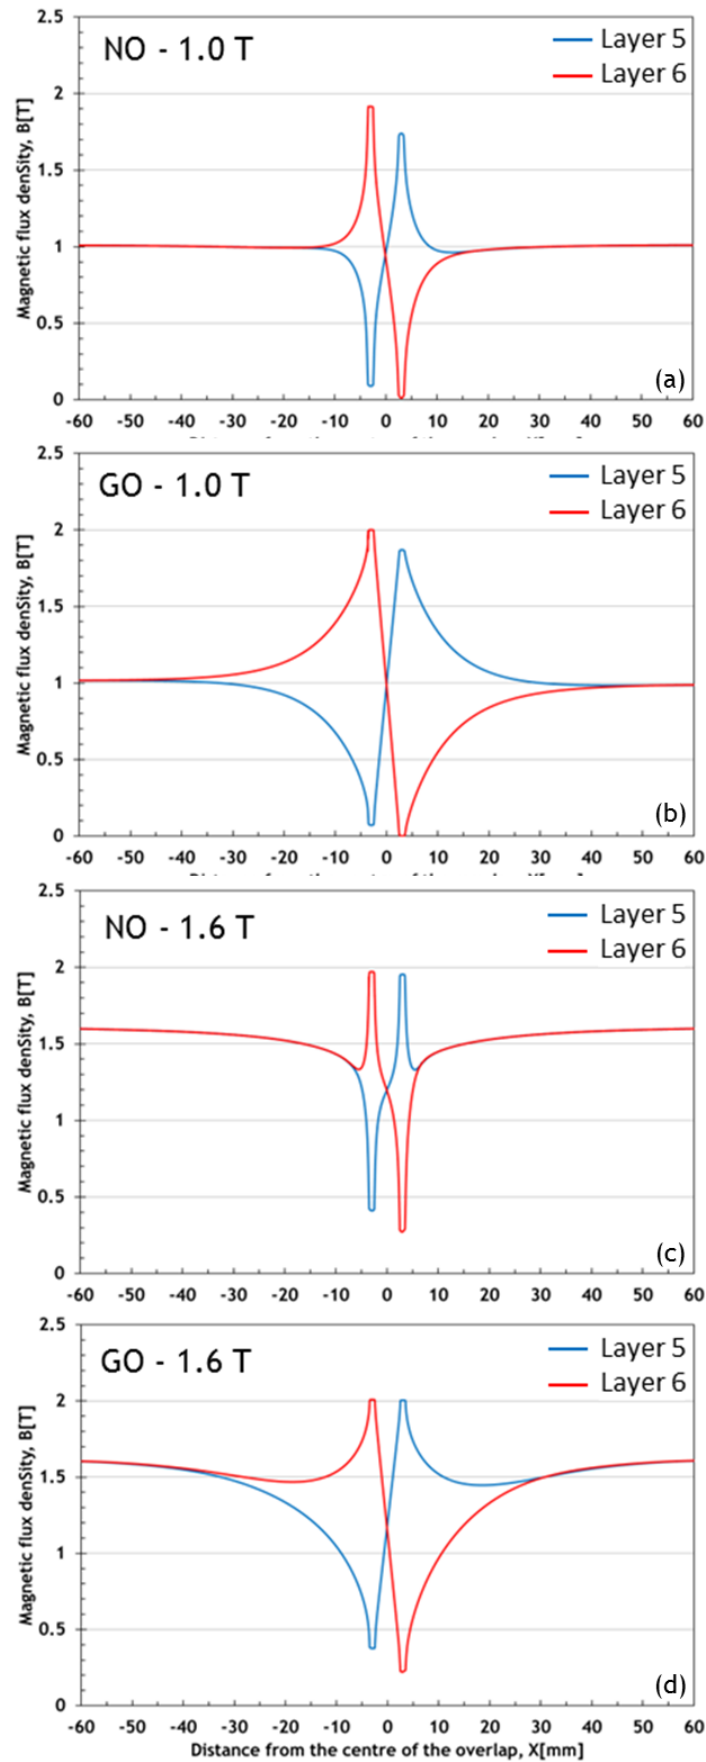 NO - 1.0 T
Layer 5
Layer 6
Magnetic flux denSity, B[T]
2.5
2
1.5
1
0.5
0
(a)
-60 -50 -40 -30 -20 -10 0 10 20 30 40 50 60
GO - 1.0 T
Layer 5
Layer 6
Magnetic flux denSity, B[T]
2.5
2
1.5
1
0.5
0
(b)
-60 -50 -40 -30 -20 -10 0 10 20 30 40 50 60
NO - 1.6 T
Layer 5
Layer 6
Magnetic flux denSity, B[T]
2.5
2
1.5
1
0.5
0
(c)
-60 -50 -40 -30 -20 -10 0 10 20 30 40 50 60
GO - 1.6 T
Layer 5
Layer 6
Magnetic flux denSity, B[T]
2.5
2
1.5
1
0.5
0
(d)
-60 -50 -40 -30 -20 -10 0 10 20 30 40 50 60
Distance from the centre of the overlap, X[mm]